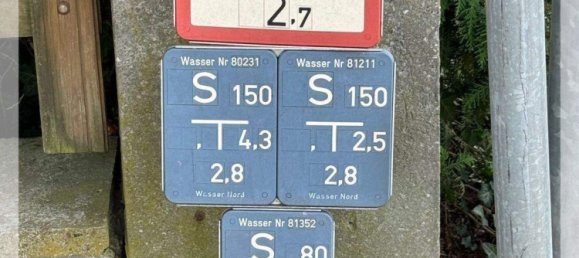 2,7
Wasser Nr 80231
S 150
,T 4,3
2,8
Wasser Nord
Wasser Nr 81211
S 150
,T 2,5
2,8
Wasser Nord
Wasser Nr 81352
S 80